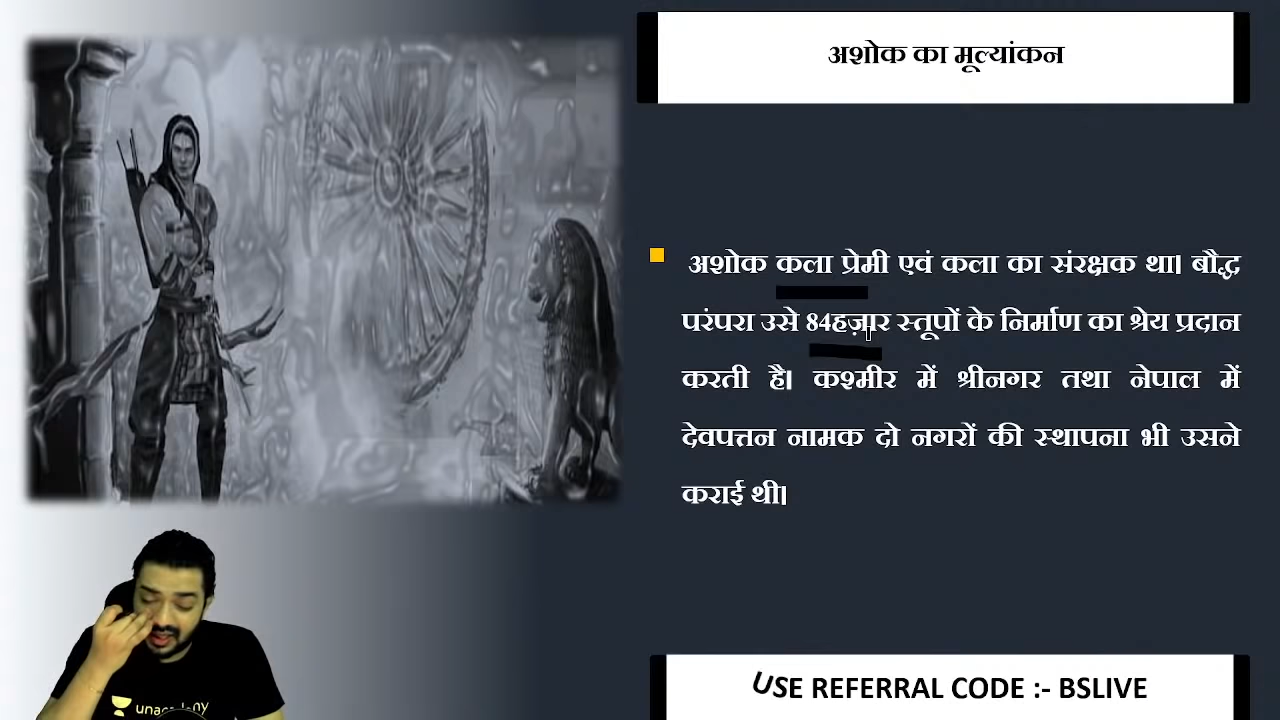 अशोक का मूल्यांकन
अशोक कला प्रेमी एवं कला का संरक्षक था। बौद्ध
परंपरा उसे 84हज़ार स्तूपों के निर्माण का श्रेय प्रदान
करती है। कश्मीर में श्रीनगर तथा नेपाल में
देवपत्तन नामक दो नगरों की स्थापना भी उसने
कराई थी।
USE REFERRAL CODE :- BSLIVE